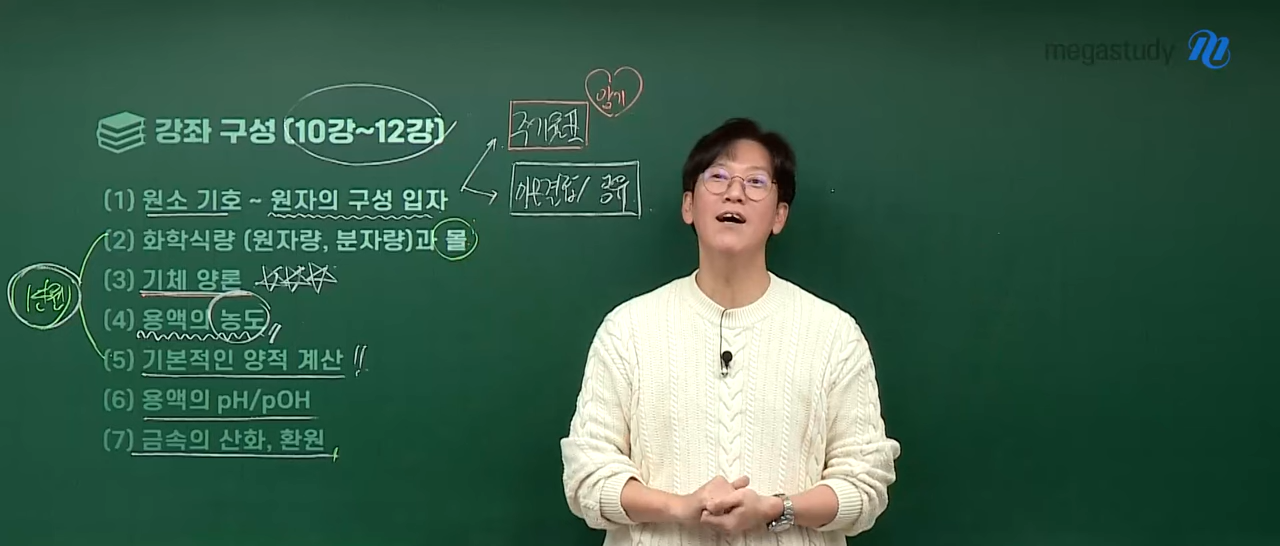 megastudy
강좌 구성 (10강~12강)
암기
주기율표
이온결합/ 공유
(1) 원소 기호 ~ 원자의 구성 입자
(2) 화학식량 (원자량, 분자량)과 몰
(3) 기체 양론
(4) 용액의 농도
(5) 기본적인 양적 계산 !!
(6) 용액의 pH/pOH
(7) 금속의 산화, 환원
1단원